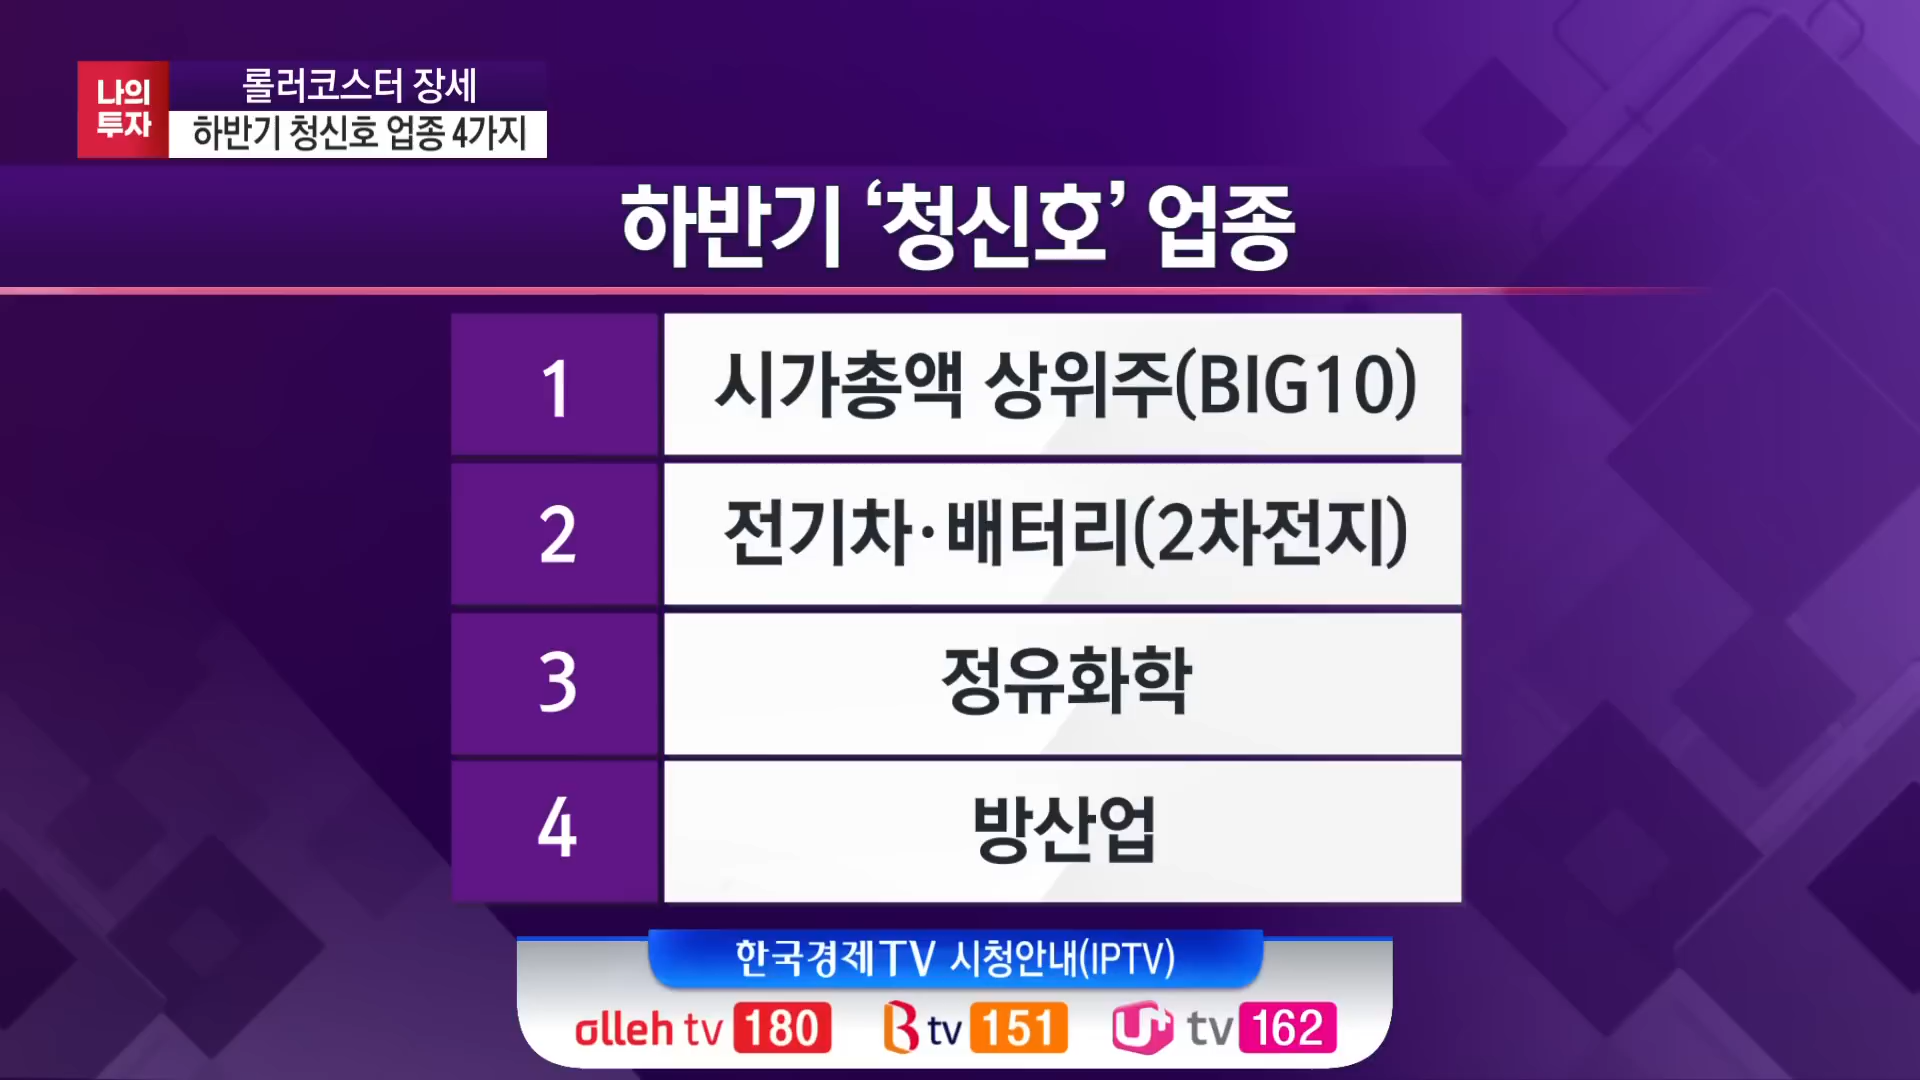 나의
투자
롤러코스터 장세
하반기 청신호 업종 4가지
하반기 ‘청신호’ 업종
1 시가총액 상위주(BIG10)
2 전기차·배터리(2차전지)
3 정유화학
4 방산업
한국경제TV 시청안내(IPTV)
olleh tv 180 B tv 151 U+ tv 162